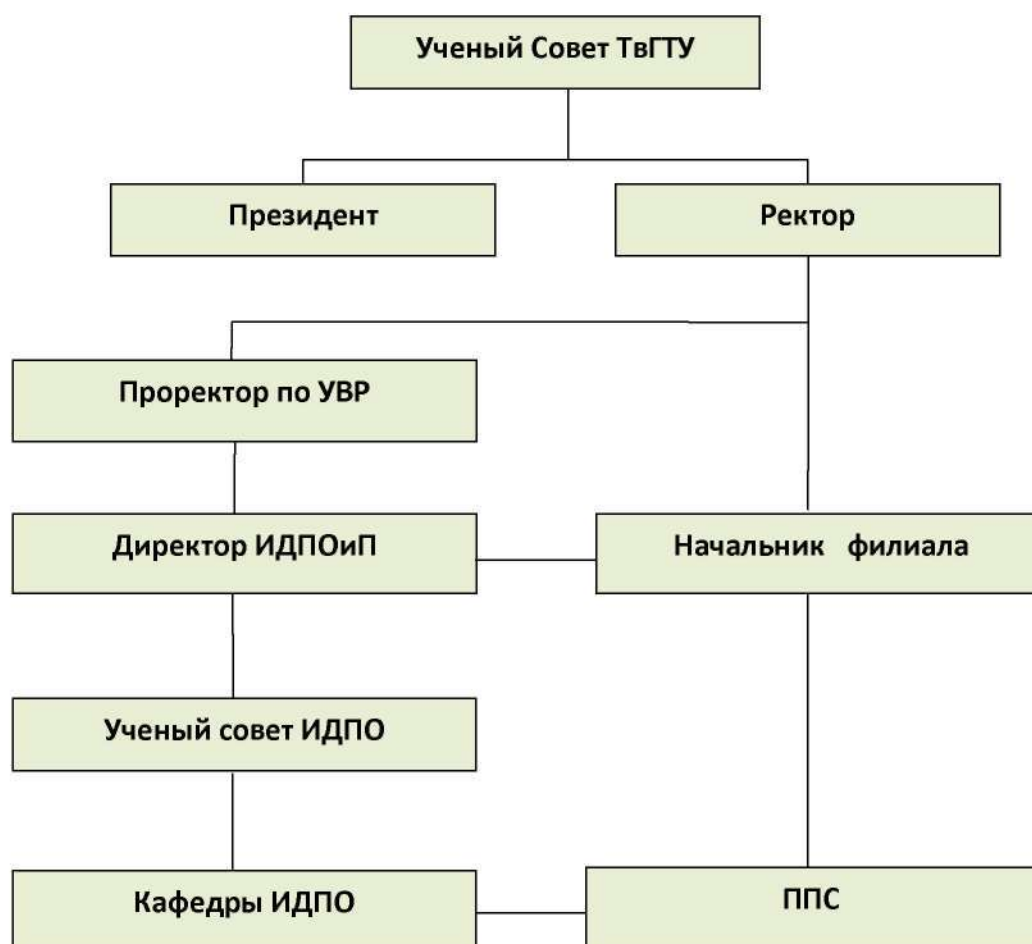 Ученый Совет ТвГТУ
Президент
Ректор
Проректор по УВР
Директор ИДПОиП
Начальник филиала
Ученый совет ИДПО
Кафедры ИДПО
ППС